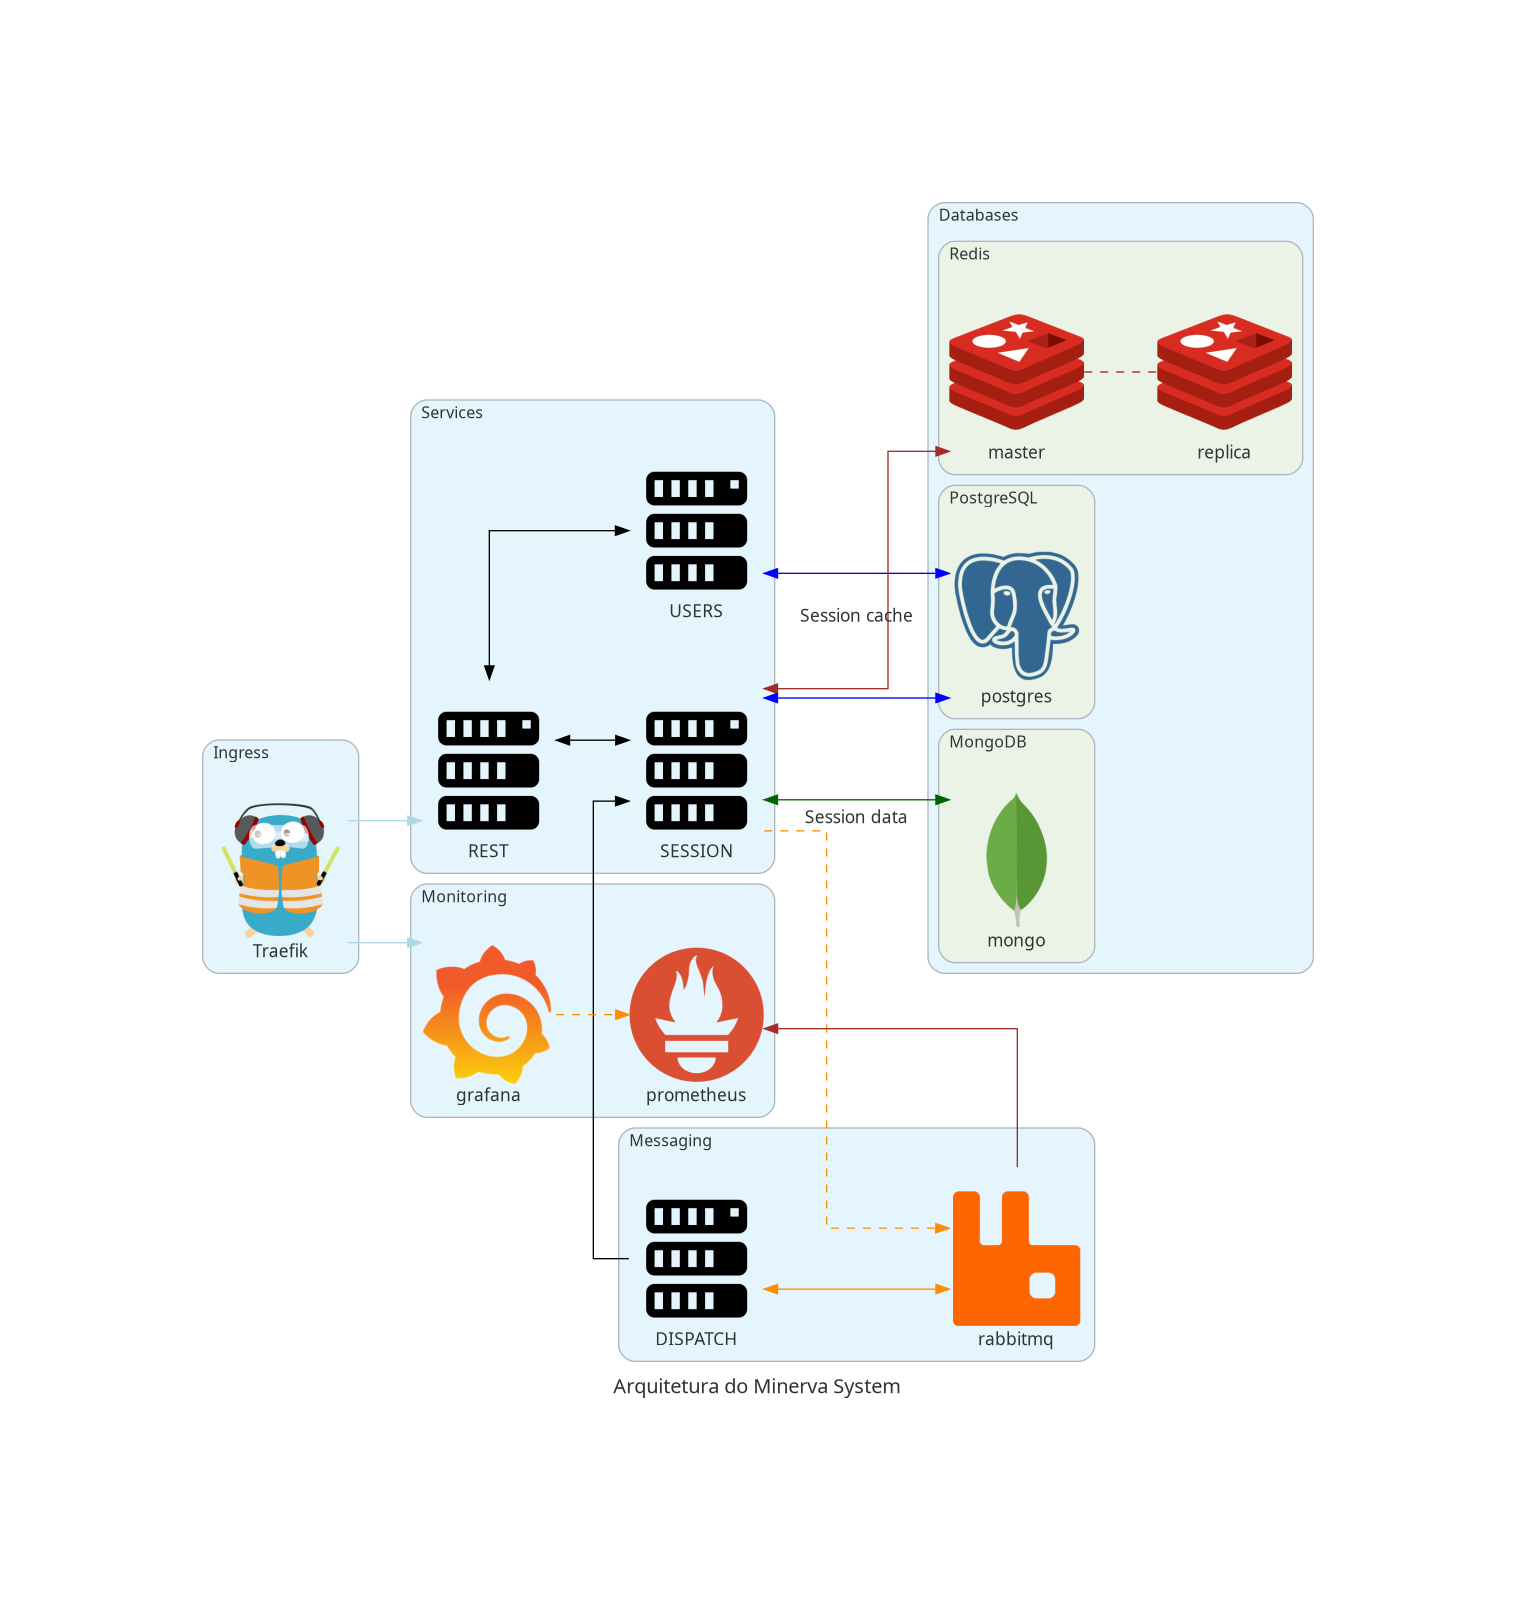 Databases
Redis
master
replica
Services
USERS
PostgreSQL
Session cache
postgres
MongoDB
Ingress
REST
SESSION
Session data
Traefik
mongo
Monitoring
grafana
prometheus
Messaging
DISPATCH
rabbitmq
Arquitetura do Minerva System